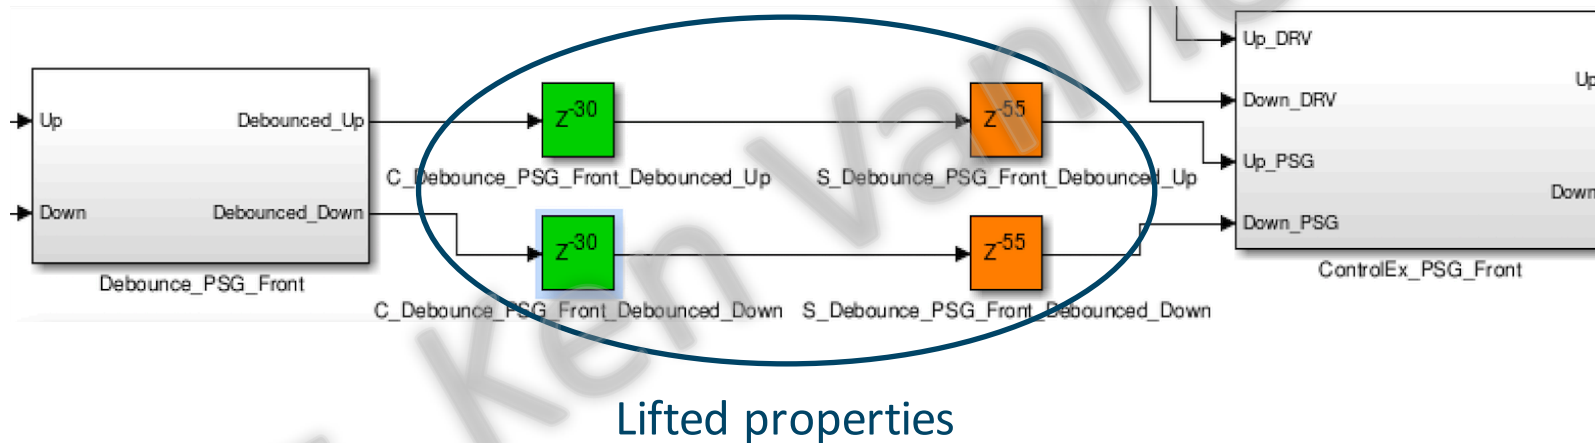 Up_DRV
Up
Down_DRV
Up
Debounced_Up
Z-30
Z-55
Up_PSG
C_Debounce_PSG_Front_Debounced_Up
S_Debounce_PSG_Front_Debounced_Up
Down
Down
Debounced_Down
Z-30
Z-55
Down_PSG
Debounce_PSG_Front
ControlEx_PSG_Front
C_Debounce_PSG_Front_Debounced_Down
S_Debounce_PSG_Front_Debounced_Down
Lifted properties
Ken